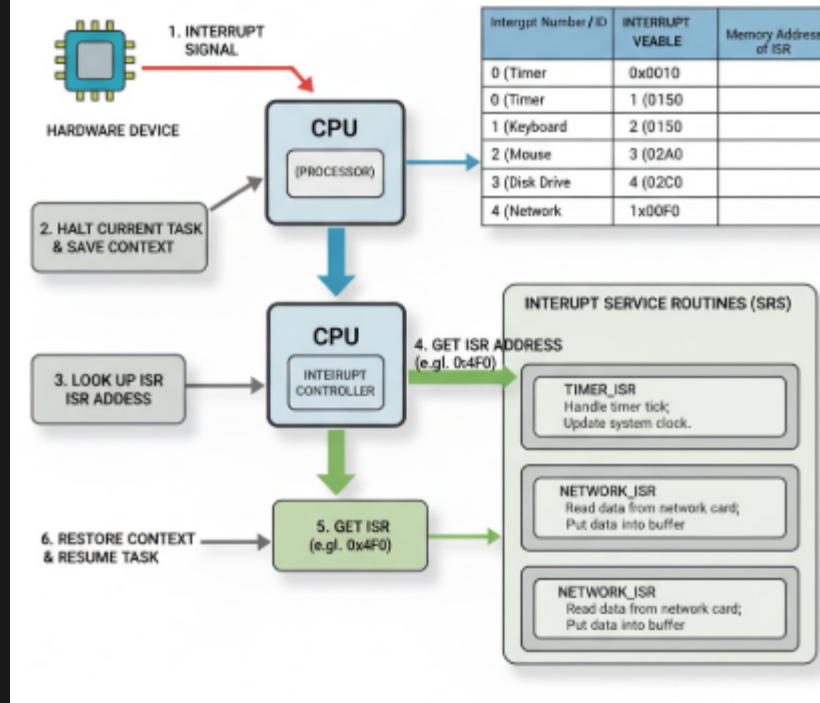 1. INTERRUPT
SIGNAL
HARDWARE DEVICE
CPU
(PROCESSOR)
2. HALT CURRENT TASK
& SAVE CONTEXT
Intergpt Number / ID INTERRUPT VEABLE Memory Address of ISR
0 (Timer 0x0010
0 (Timer 1 (0150
1 (Keyboard 2 (0150
2 (Mouse 3 (02A0
3 (Disk Drive 4 (02C0
4 (Network 1x00F0
CPU
INTEIRUPT
CONTROLLER
3. LOOK UP ISR
ISR ADDESS
4. GET ISR ADDRESS
(e.gl. 0:4F0)
5. GET ISR
(e.gl. 0x4F0)
6. RESTORE CONTEXT
& RESUME TASK
INTERUPT SERVICE ROUTINES (SRS)
TIMER_ISR
Handle timer tick;
Update system clock.
NETWORK_ISR
Read data from network card;
Put data into buffer
NETWORK_ISR
Read data from network card;
Put data into buffer